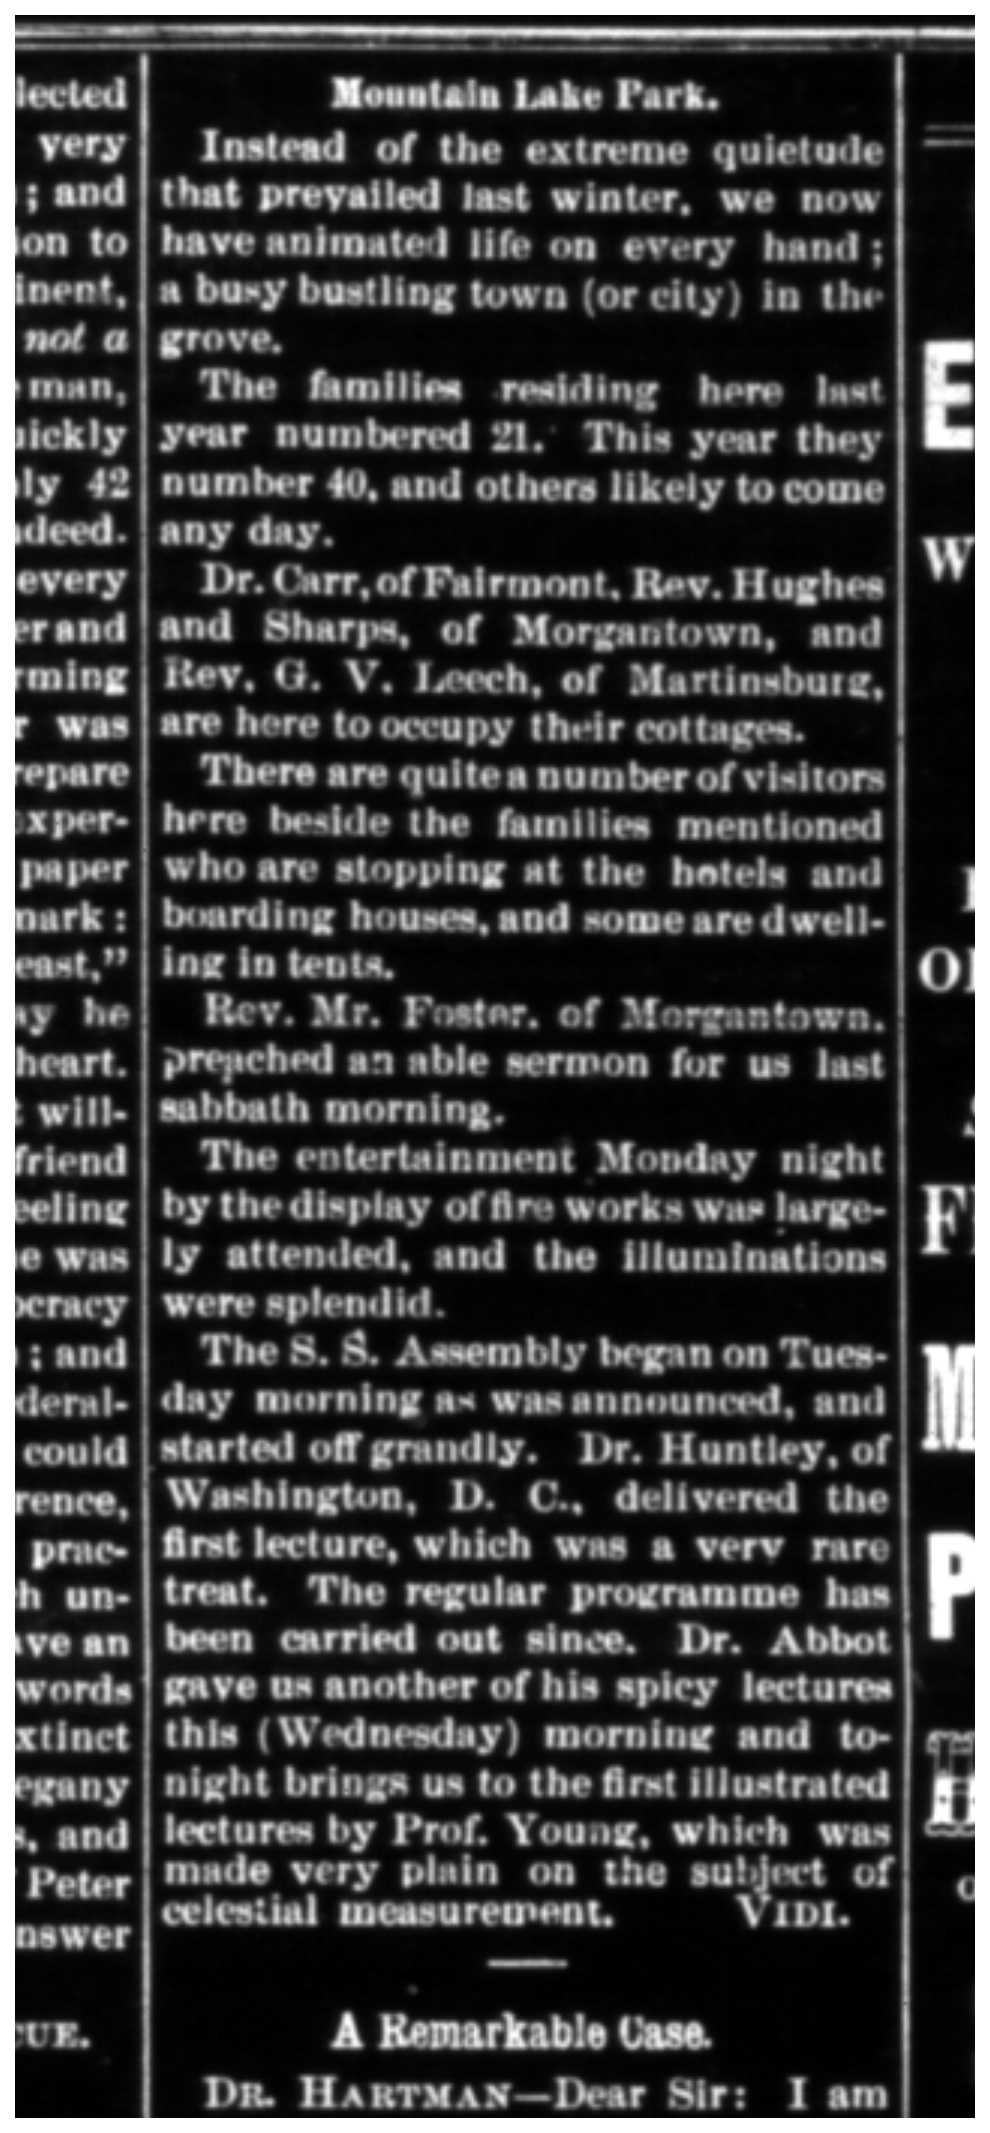 lected
very
; and
ion to
inent,
not a
man,
uickly
ly 42
ndeed.
every
er and
rming
r was
repare
exper-
paper
mark:
east,"
ay he
heart.
t will-
friend
eeling
e was
ocracy
; and
deral-
could
rence,
prac-
h un-
ave an
words
xtinct
egany
s, and
Peter
nswer
CUE.
Mountain Lake Park.
Instead of the extreme quietude
that prevailed last winter, we now
have animated life on every hand;
a busy bustling town (or city) in the
grove.
The families residing here last
year numbered 21. This year they
number 40, and others likely to come
any day.
Dr. Carr, of Fairmont, Rev. Hughes
and Sharps, of Morgantown, and
Rev. G. V. Leech, of Martinsburg,
are here to occupy their cottages.
There are quite a number of visitors
here beside the families mentioned
who are stopping at the hotels and
boarding houses, and some are dwell-
ing in tents.
Rev. Mr. Foster, of Morgantown,
preached an able sermon for us last
sabbath morning.
The entertainment Monday night
by the display of fire works was large-
ly attended, and the illuminations
were splendid.
The S. S. Assembly began on Tues-
day morning as was announced, and
started off grandly. Dr. Huntley, of
Washington, D. C., delivered the
first lecture, which was a very rare
treat. The regular programme has
been carried out since. Dr. Abbot
gave us another of his spicy lectures
this (Wednesday) morning and to-
night brings us to the first illustrated
lectures by Prof. Young, which was
made very plain on the subject of
celestial measurement. VIDI.
A Remarkable Case.
DR. HARTMAN—Dear Sir: I am
E
W
OF
F
M
P
H